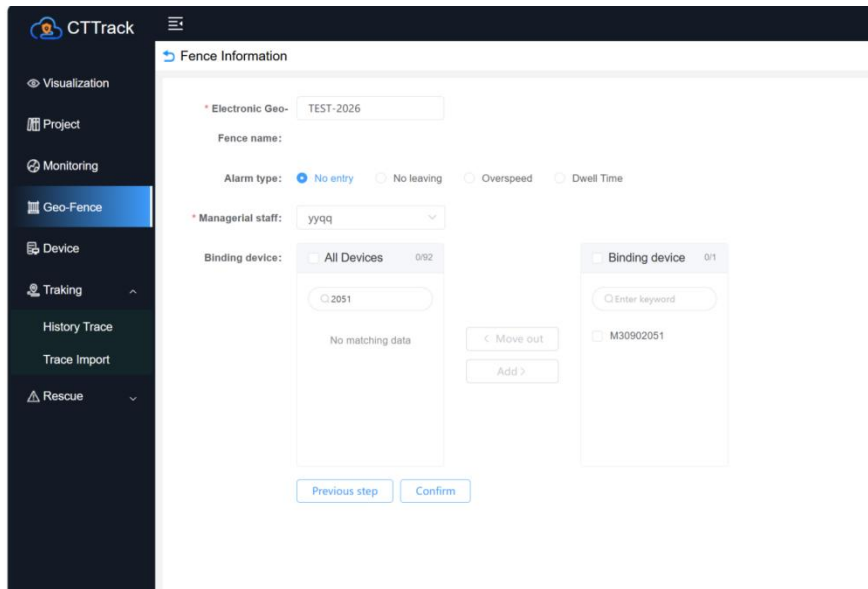 CTTrack
Fence Information
Visualization
Project
Monitoring
Geo-Fence
Device
Traking
History Trace
Trace Import
Rescue
* Electronic Geo-
Fence name:
TEST-2026
Alarm type: No entry No leaving Overspeed Dwell Time
* Managerial staff: yyqq
Binding device:
All Devices 0/92
2051
No matching data
< Move out
Add >
Binding device 0/1
Enter keyword
M30902051
Previous step Confirm